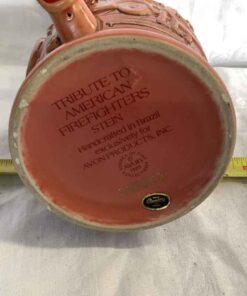 TRIBUTE TO
AMERICAN
FIREFIGHTERS
STEIN
Handcrafted in Brazil
exclusively for
AVON PRODUCTS, INC.